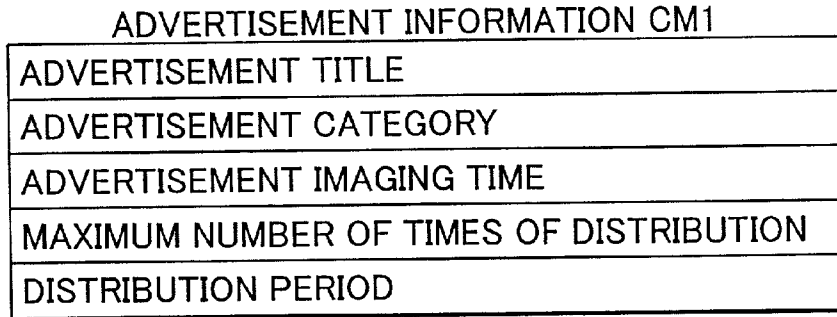 ADVERTISEMENT INFORMATION CM1
ADVERTISEMENT TITLE
ADVERTISEMENT CATEGORY
ADVERTISEMENT IMAGING TIME
MAXIMUM NUMBER OF TIMES OF DISTRIBUTION
DISTRIBUTION PERIOD